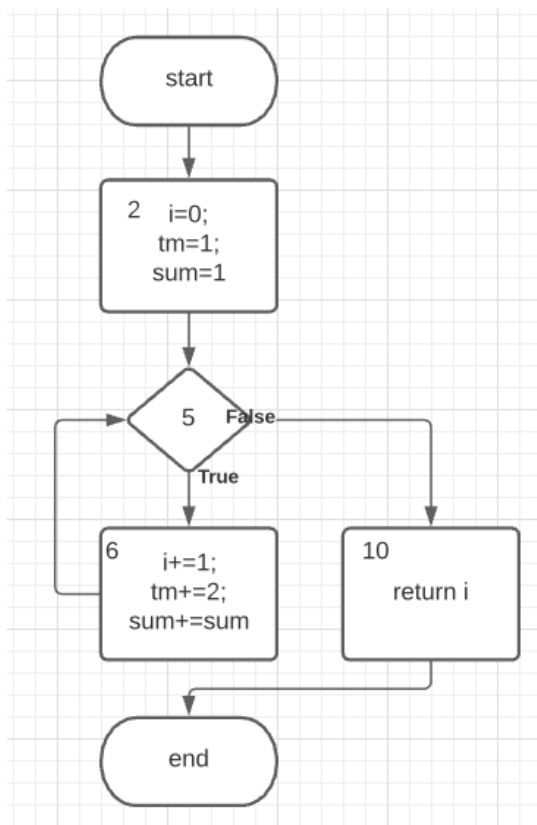 start
2 i=0;
tm=1;
sum=1
5 False
True
6 i+=1;
tm+=2;
sum+=sum
10
return i
end